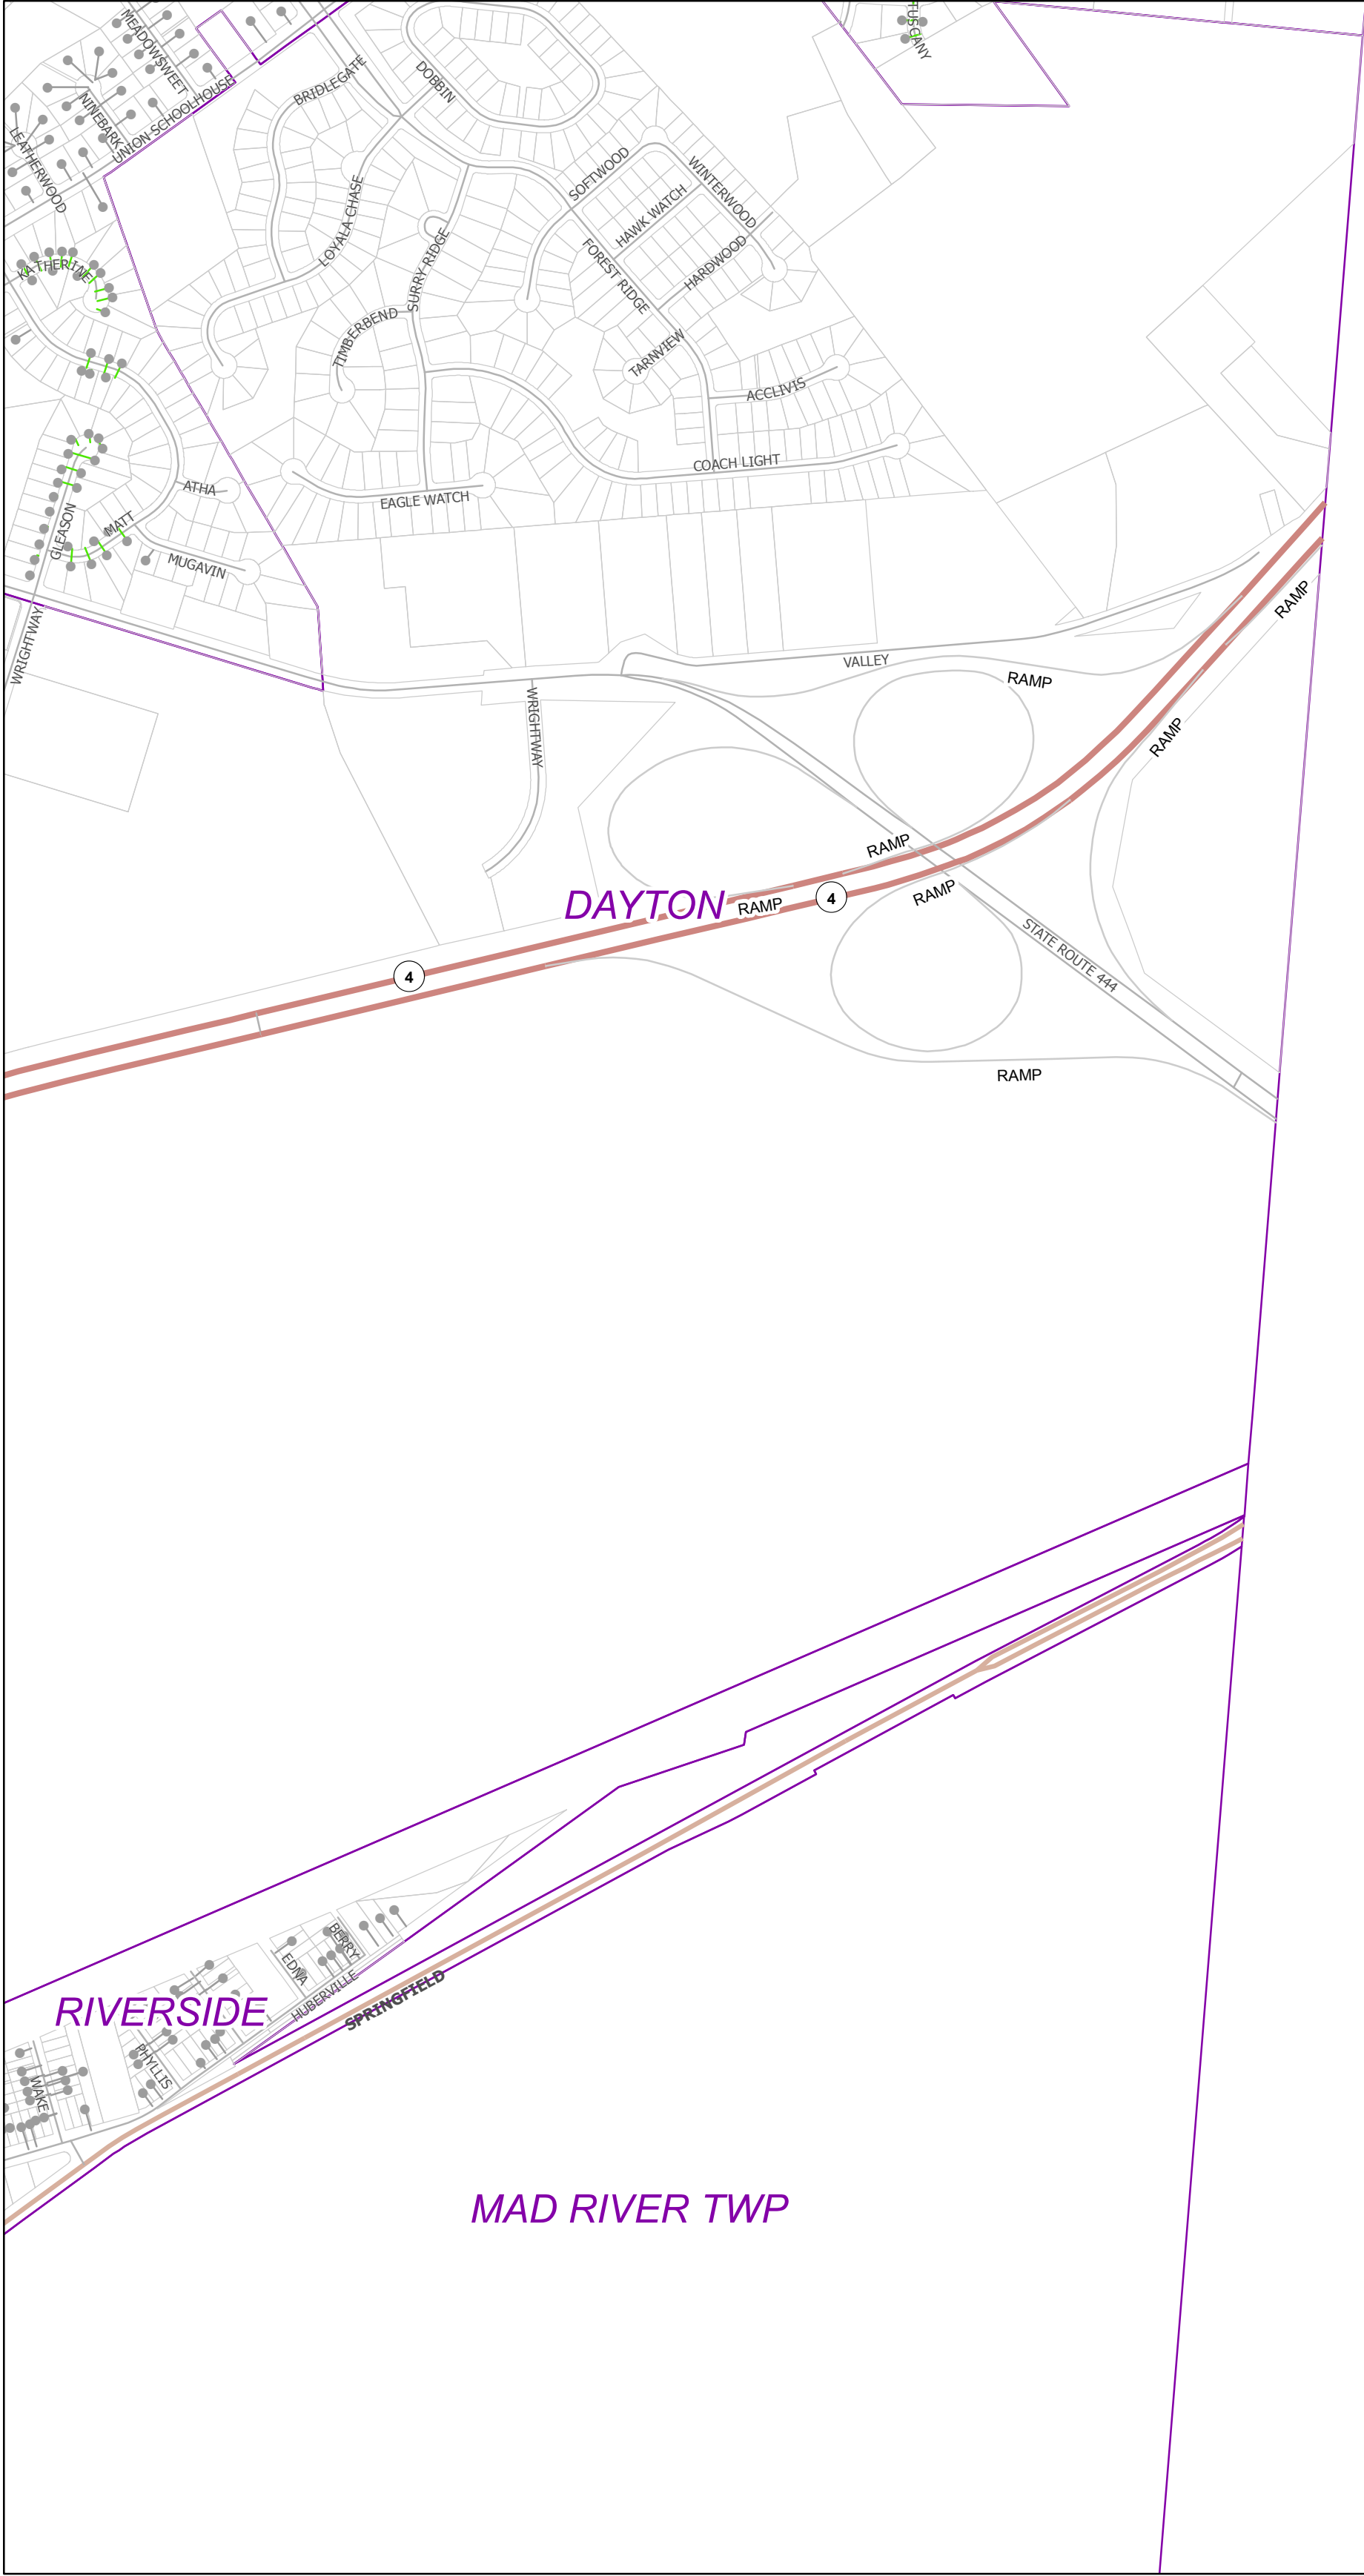 MEADOWSWEET
TUSCANY
BRIDLEGATE
DOBBIN
NINEBARK
UNION SCHOOLHOUSE
LEATHERWOOD
SOFTWOOD
WINTERWOOD
LOYALA CHASE
HAWK WATCH
SURRY RIDGE
FOREST RIDGE
HARDWOOD
KATHERINE
TIMBERBEND
TARNVIEW
ACCLIVIS
COACH LIGHT
ATHA
EAGLE WATCH
GLEASON
MATT
MUGAVIN
RAMP
WRIGHTWAY
VALLEY
RAMP
WRIGHTWAY
RAMP
RAMP
DAYTON
RAMP
4
RAMP
STATE ROUTE 444
4
RAMP
BERRY
EDNA
HUBERVILLE
SPRINGFIELD
RIVERSIDE
PHYLLIS
WAKE
MAD RIVER TWP